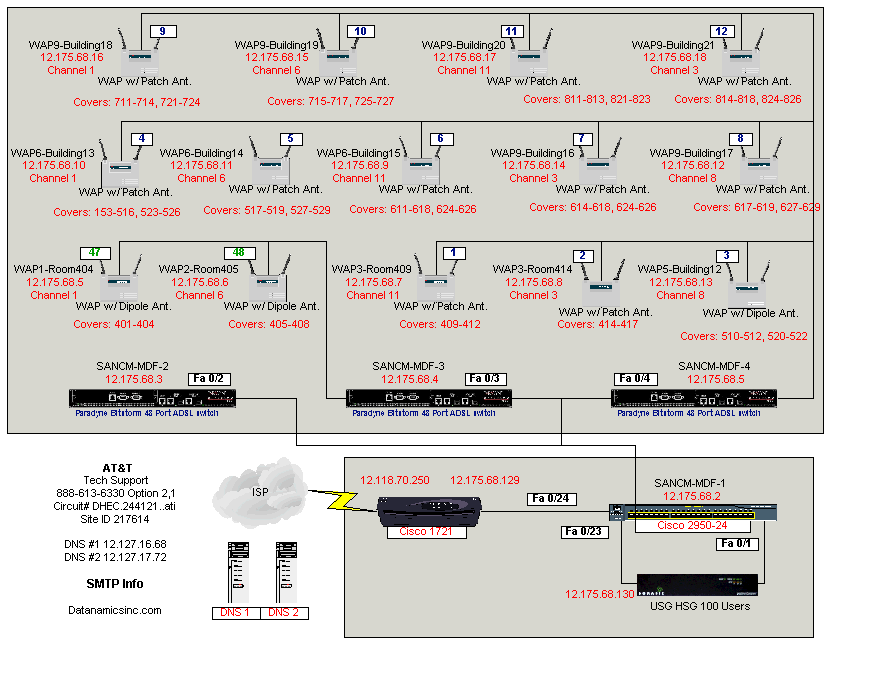 9
WAP9-Building18
12.175.68.16
Channel 1
WAP w/Patch Ant.
Covers: 711-714, 721-724
10
WAP9-Building19
12.175.68.15
Channel 6
WAP w/Patch Ant.
Covers: 715-717, 725-727
11
WAP9-Building20
12.175.68.17
Channel 11
WAP w/Patch Ant.
Covers: 811-813, 821-823
12
WAP9-Building21
12.175.68.18
Channel 3
WAP w/Patch Ant.
Covers: 814-818, 824-826
4
WAP6-Building13
12.175.68.10
Channel 1
WAP w/Patch Ant.
Covers: 153-516, 523-526
5
WAP6-Building14
12.175.68.11
Channel 6
WAP w/Patch Ant.
Covers: 517-519, 527-529
6
WAP6-Building15
12.175.68.9
Channel 11
WAP w/Patch Ant.
Covers: 611-618, 624-626
7
WAP9-Building16
12.175.68.14
Channel 3
WAP w/Patch Ant.
Covers: 614-618, 624-626
8
WAP9-Building17
12.175.68.12
Channel 8
WAP w/Patch Ant.
Covers: 617-619, 627-629
47
WAP1-Room404
12.175.68.5
Channel 1
WAP w/Dipole Ant.
Covers: 401-404
48
WAP2-Room405
12.175.68.6
Channel 6
WAP w/Dipole Ant.
Covers: 405-408
1
WAP3-Room409
12.175.68.7
Channel 11
WAP w/Patch Ant.
Covers: 409-412
2
WAP3-Room414
12.175.68.8
Channel 3
WAP w/Patch Ant.
Covers: 414-417
3
WAP5-Building12
12.175.68.13
Channel 8
WAP w/Dipole Ant.
Covers: 510-512, 520-522
SANCM-MDF-2
12.175.68.3
Fa 0/2
Paradyne Bitstorm 48 Port ADSL switch
SANCM-MDF-3
12.175.68.4
Fa 0/3
Paradyne Bitstorm 48 Port ADSL switch
SANCM-MDF-4
Fa 0/4
12.175.68.5
Paradyne Bitstorm 48 Port ADSL switch
AT&T
Tech Support
888-613-6330 Option 2,1
Circuit# DHEC.244121..ati
Site ID 217614
DNS #1 12.127.16.68
DNS #2 12.127.17.72
SMTP Info
Datanamicsinc.com
ISP
DNS 1
DNS 2
12.118.70.250
12.175.68.129
Cisco 1721
Fa 0/24
SANCM-MDF-1
12.175.68.2
Cisco 2950-24
Fa 0/23
Fa 0/1
12.175.68.130
USG HSG 100 Users